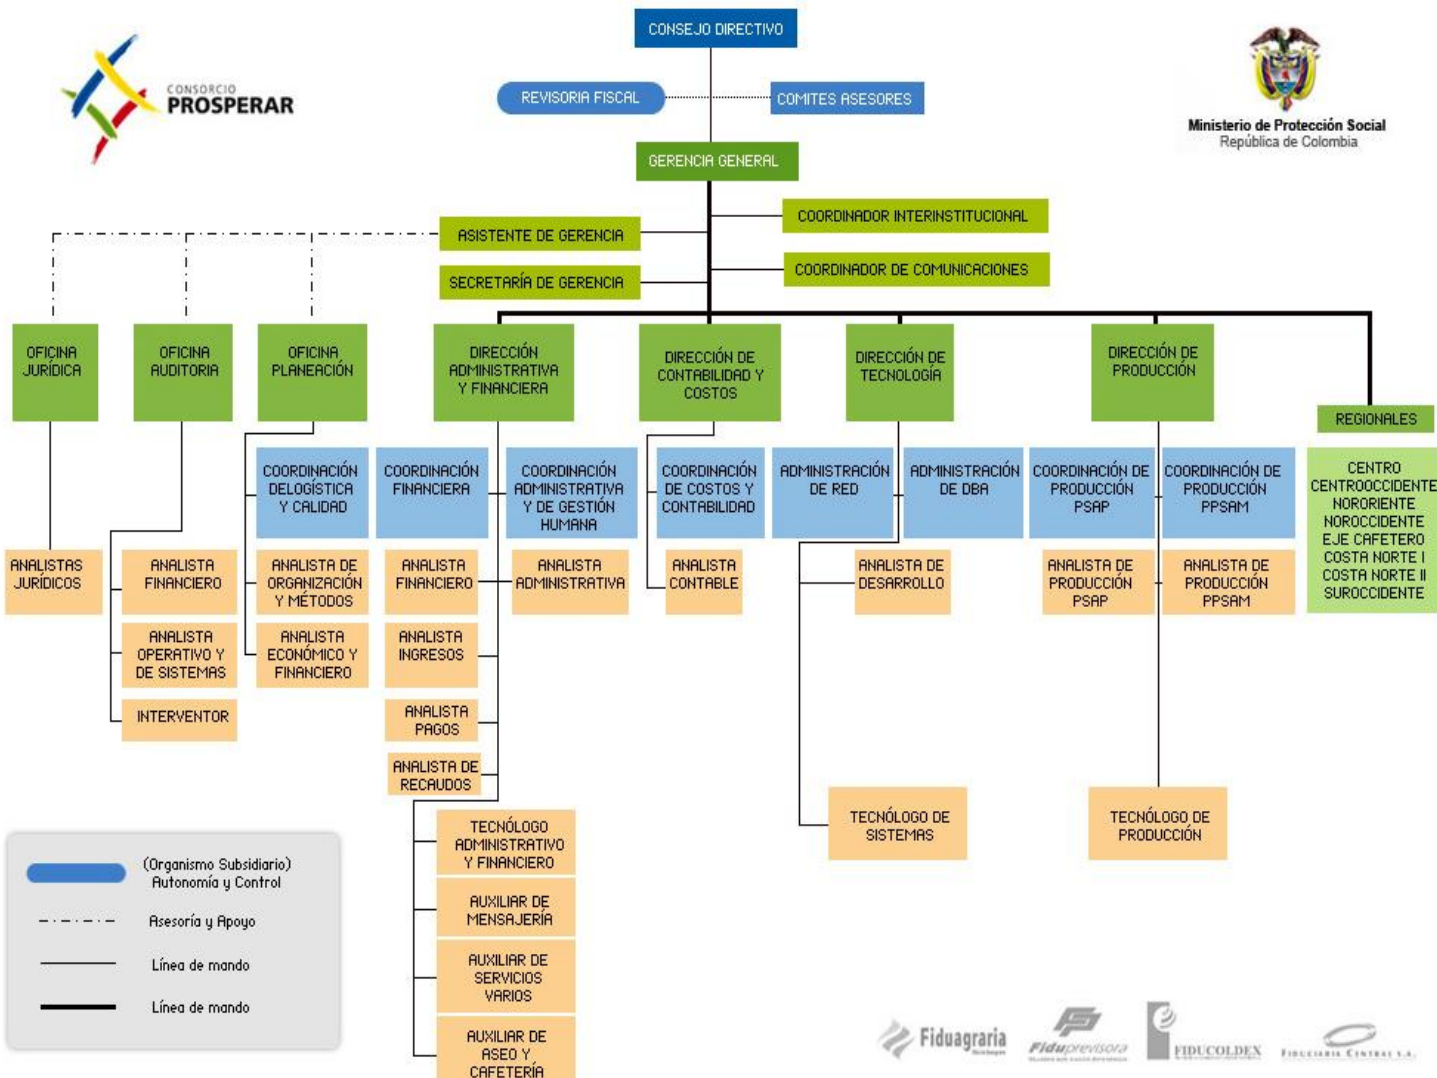 CONSEJO DIRECTIVO
CONSORCIO
PROSPERAR
REVISORIA FISCAL
COMITES ASESORES
Ministerio de Protección Social
República de Colombia
GERENCIA GENERAL
COORDINADOR INTERINSTITUCIONAL
ASISTENTE DE GERENCIA
COORDINADOR DE COMUNICACIONES
SECRETARÍA DE GERENCIA
OFICINA
JURÍDICA
OFICINA
AUDITORIA
OFICINA
PLANEACIÓN
DIRECCIÓN
ADMINISTRATIVA
Y FINANCIERA
DIRECCIÓN DE
CONTABILIDAD Y
COSTOS
DIRECCIÓN DE
TECNOLOGÍA
DIRECCIÓN DE
PRODUCCIÓN
REGIONALES
COORDINACIÓN
DELOGÍSTICA
Y CALIDAD
COORDINACIÓN
FINANCIERA
COORDINACIÓN
ADMINISTRATIVA
Y DE GESTIÓN
HUMANA
COORDINACIÓN
DE COSTOS Y
CONTABILIDAD
ADMINISTRACIÓN
DE RED
ADMINISTRACIÓN
DE DBA
COORDINACIÓN DE
PRODUCCIÓN
PSAP
COORDINACIÓN DE
PRODUCCIÓN
PPSAM
CENTRO
CENTROOCCIDENTE
NORORIENTE
NOROCCIDENTE
EJE CAFETERO
COSTA NORTE I
COSTA NORTE II
SUROCCIDENTE
ANALISTAS
JURÍDICOS
ANALISTA
FINANCIERO
ANALISTA DE
ORGANIZACIÓN
Y MÉTODOS
ANALISTA
FINANCIERO
ANALISTA
ADMINISTRATIVA
ANALISTA
CONTABLE
ANALISTA DE
DESARROLLO
ANALISTA DE
PRODUCCIÓN
PSAP
ANALISTA DE
PRODUCCIÓN
PPSAM
ANALISTA
OPERATIVO Y
DE SISTEMAS
ANALISTA
ECONÓMICO Y
FINANCIERO
ANALISTA
INGRESOS
INTERVENTOR
ANALISTA
PAGOS
ANALISTA DE
RECAUDOS
TECNÓLOGO
ADMINISTRATIVO
Y FINANCIERO
TECNÓLOGO DE
SISTEMAS
TECNÓLOGO DE
PRODUCCIÓN
AUXILIAR DE
MENSAJERÍA
AUXILIAR DE
SERVICIOS
VARIOS
AUXILIAR DE
ASEO Y
CAFETERÍA
(Organismo Subsidiario)
Autonomía y Control
Asesoría y Apoyo
Línea de mando
Línea de mando
Fiduagraria
Fiduprevisora
FIDUCOLDEX
FIDUCIARIA CENTRAL S.A.